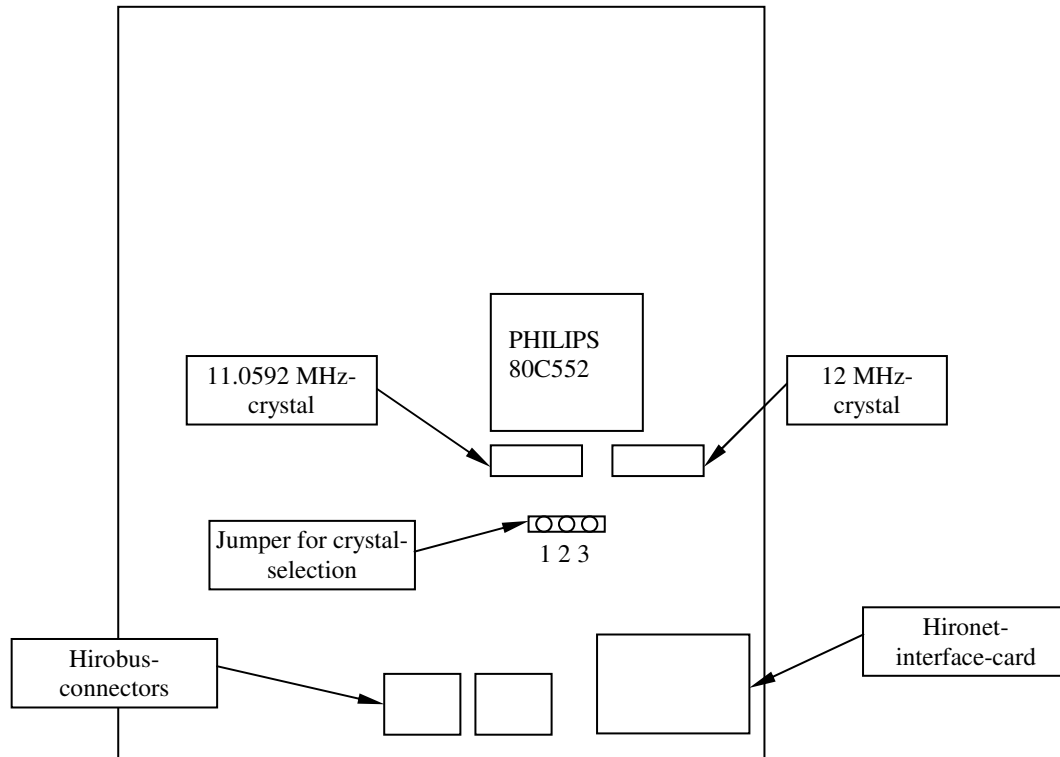 PHILIPS
80C552
11.0592 MHz-
crystal
12 MHz-
crystal
Jumper for crystal-
selection
1 2 3
Hironet-
interface-card
Hirobus-
connectors